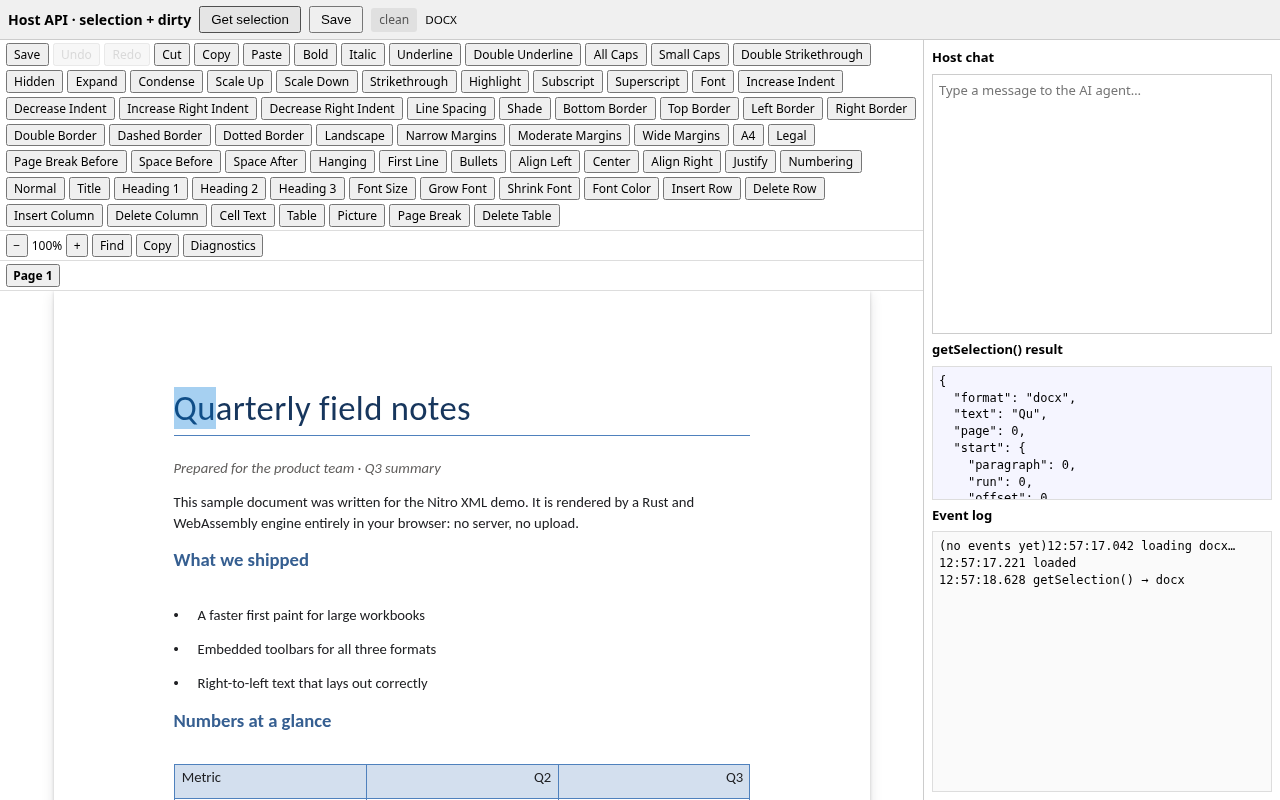 Host API · selection + dirty Get selection Save clean DOCX
Save Undo Redo Cut Copy Paste Bold Italic Underline Double Underline All Caps Small Caps Double Strikethrough
Hidden Expand Condense Scale Up Scale Down Strikethrough Highlight Subscript Superscript Font Increase Indent
Decrease Indent Increase Right Indent Decrease Right Indent Line Spacing Shade Bottom Border Top Border Left Border Right Border
Double Border Dashed Border Dotted Border Landscape Narrow Margins Moderate Margins Wide Margins A4 Legal
Page Break Before Space Before Space After Hanging First Line Bullets Align Left Center Align Right Justify Numbering
Normal Title Heading 1 Heading 2 Heading 3 Font Size Grow Font Shrink Font Font Color Insert Row Delete Row
Insert Column Delete Column Cell Text Table Picture Page Break Delete Table
− 100% + Find Copy Diagnostics
Page 1
Quarterly field notes
Prepared for the product team · Q3 summary
This sample document was written for the Nitro XML demo. It is rendered by a Rust and
WebAssembly engine entirely in your browser: no server, no upload.
What we shipped
• A faster first paint for large workbooks
• Embedded toolbars for all three formats
• Right-to-left text that lays out correctly
Numbers at a glance
Metric Q2 Q3
Host chat
Type a message to the AI agent…
getSelection() result
{
"format": "docx",
"text": "Qu",
"page": 0,
"start": {
"paragraph": 0,
"run": 0,
"offset": 0
Event log
(no events yet)12:57:17.042 loading docx…
12:57:17.221 loaded
12:57:18.628 getSelection() → docx